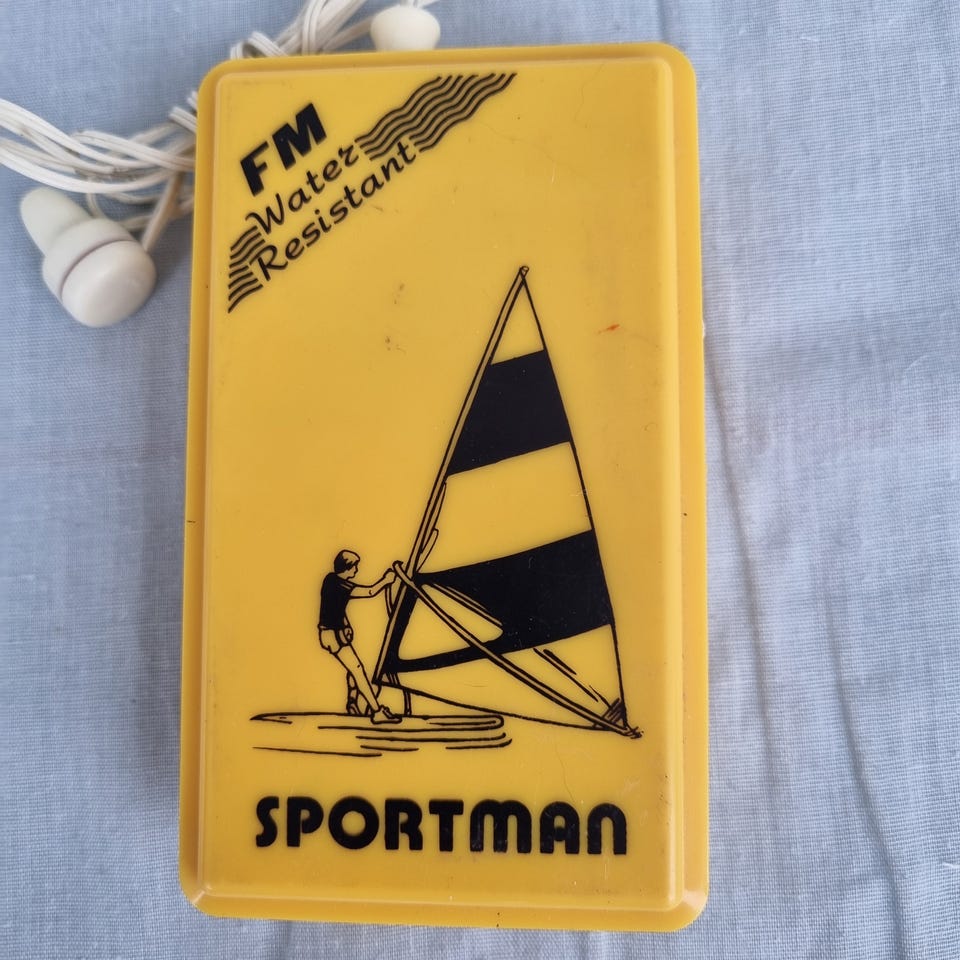 FM
Water
Resistant
SPORTMAN